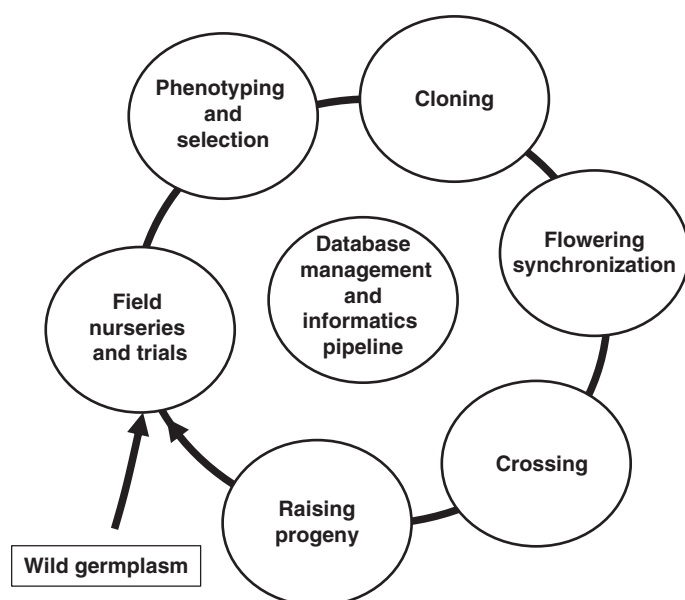 Phenotyping
and
selection
Cloning
Flowering
synchronization
Database
management
and
informatics
pipeline
Field
nurseries
and trials
Crossing
Raising
progeny
Wild germplasm